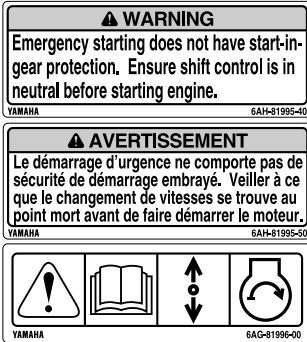 WARNING
Emergency starting does not have start-in-
gear protection. Ensure shift control is in
neutral before starting engine.
YAMAHA 6AH-81995-40
AVERTISSEMENT
Le démarrage d'urgence ne comporte pas de
sécurité de démarrage embrayé. Veiller à ce
que le changement de vitesses se trouve au
point mort avant de faire démarrer le moteur.
YAMAHA 6AH-81995-50
YAMAHA 6AG-81996-00